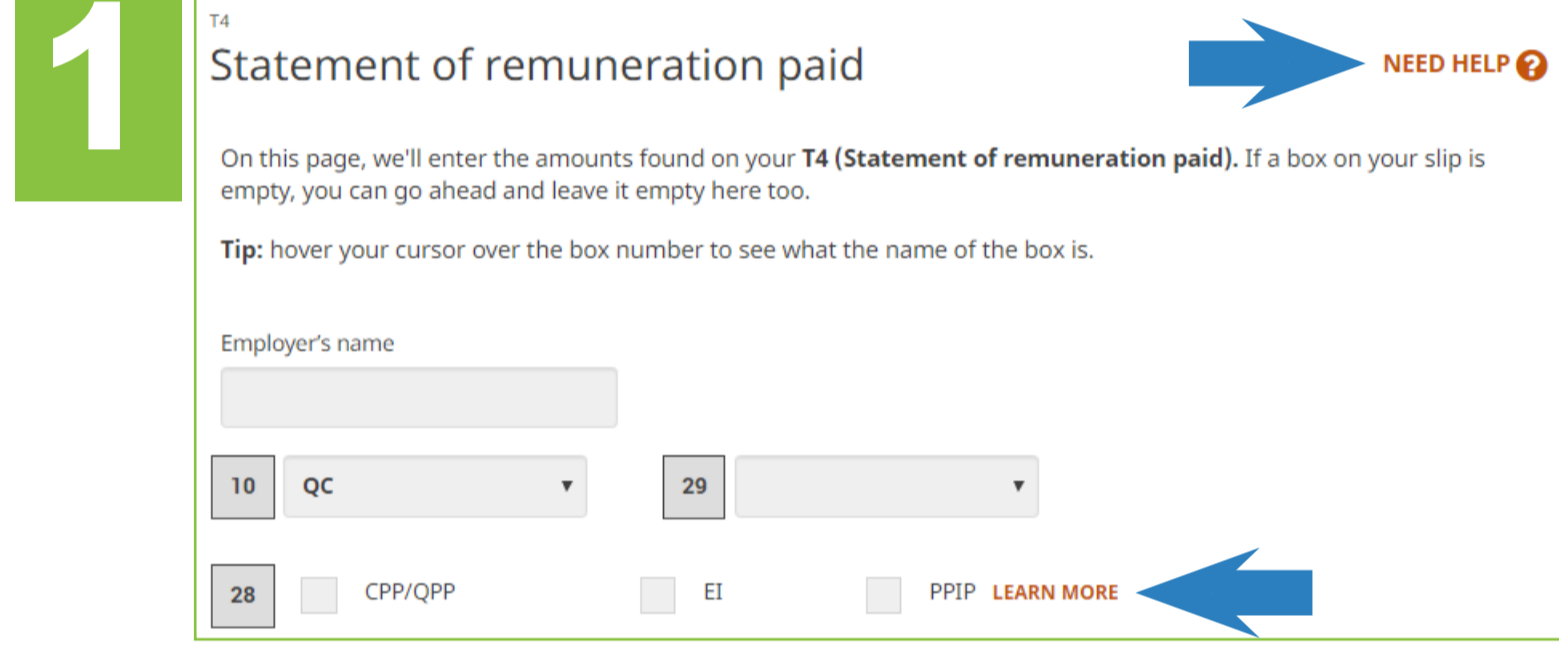 1
T4
Statement of remuneration paid
NEED HELP ?
On this page, we'll enter the amounts found on your T4 (Statement of remuneration paid). If a box on your slip is
empty, you can go ahead and leave it empty here too.
Tip: hover your cursor over the box number to see what the name of the box is.
Employer's name
10 QC ▼ 29 ▼
28 CPP/QPP EI PPIP LEARN MORE